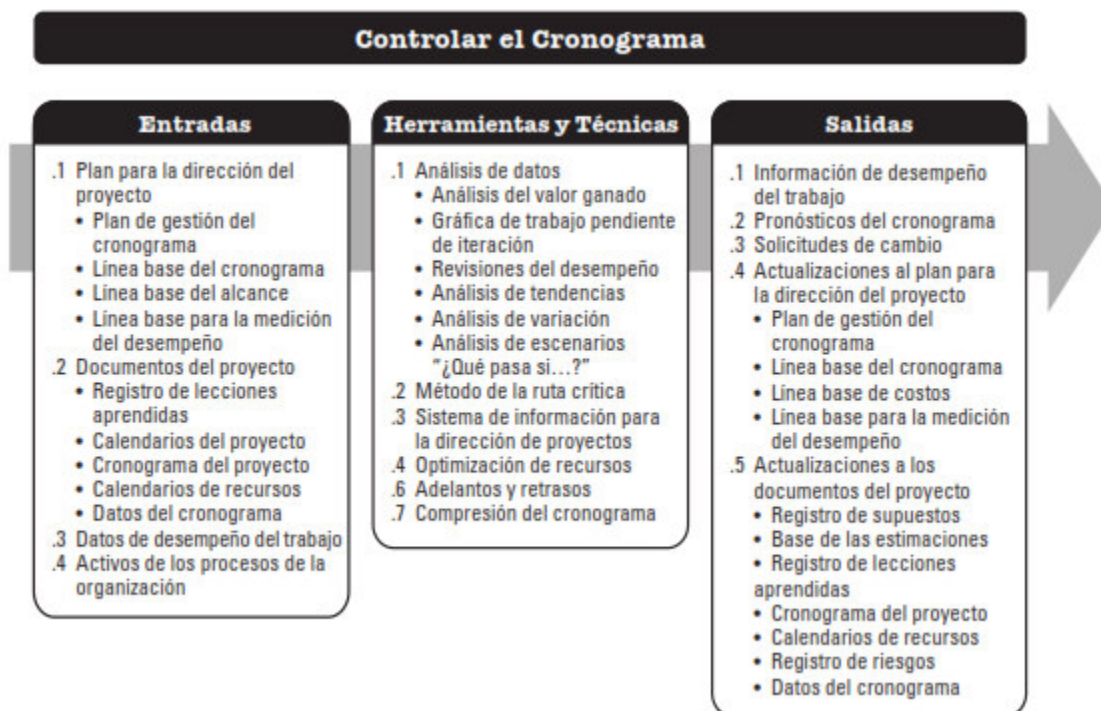 Controlar el Cronograma
Entradas
.1 Plan para la dirección del
proyecto
• Plan de gestión del
cronograma
• Línea base del cronograma
• Línea base del alcance
• Línea base para la medición
del desempeño
.2 Documentos del proyecto
• Registro de lecciones
aprendidas
• Calendarios del proyecto
• Cronograma del proyecto
• Calendarios de recursos
• Datos del cronograma
.3 Datos de desempeño del trabajo
.4 Activos de los procesos de la
organización
Herramientas y Técnicas
.1 Análisis de datos
• Análisis del valor ganado
• Gráfica de trabajo pendiente
de iteración
• Revisiones del desempeño
• Análisis de tendencias
• Análisis de variación
• Análisis de escenarios
"¿Qué pasa si...?"
.2 Método de la ruta crítica
.3 Sistema de información para
la dirección de proyectos
.4 Optimización de recursos
.6 Adelantos y retrasos
.7 Compresión del cronograma
Salidas
.1 Información de desempeño
del trabajo
.2 Pronósticos del cronograma
.3 Solicitudes de cambio
.4 Actualizaciones al plan para
la dirección del proyecto
• Plan de gestión del
cronograma
• Línea base del cronograma
• Línea base de costos
• Línea base para la medición
del desempeño
.5 Actualizaciones a los
documentos del proyecto
• Registro de supuestos
• Base de las estimaciones
• Registro de lecciones
aprendidas
• Cronograma del proyecto
• Calendarios de recursos
• Registro de riesgos
• Datos del cronograma